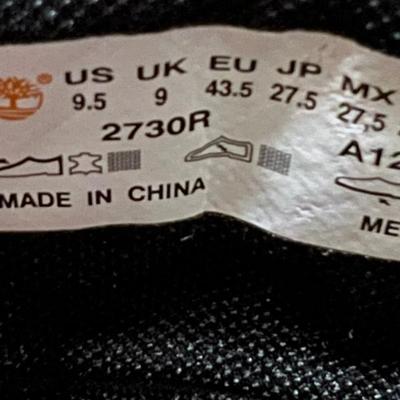 ® US UK EU JP MX
9.5 9 43.5 27.5 27,5
2730R A12
MADE IN CHINA ME